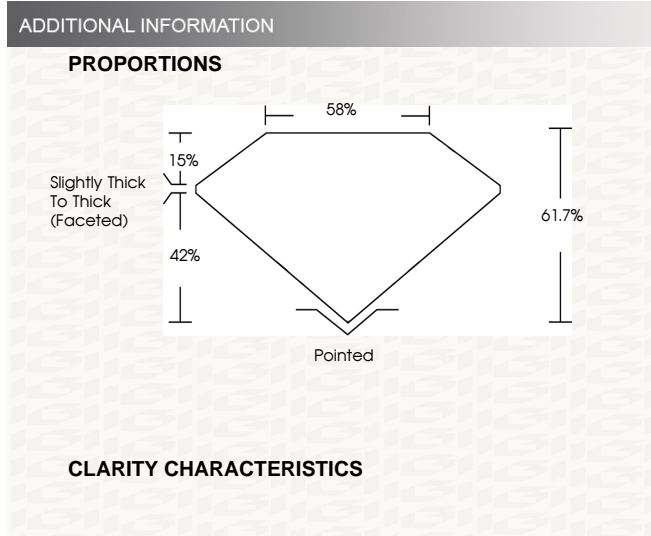 ADDITIONAL INFORMATION
PROPORTIONS
58%
15%
Slightly Thick
To Thick
(Faceted)
61.7%
42%
Pointed
CLARITY CHARACTERISTICS